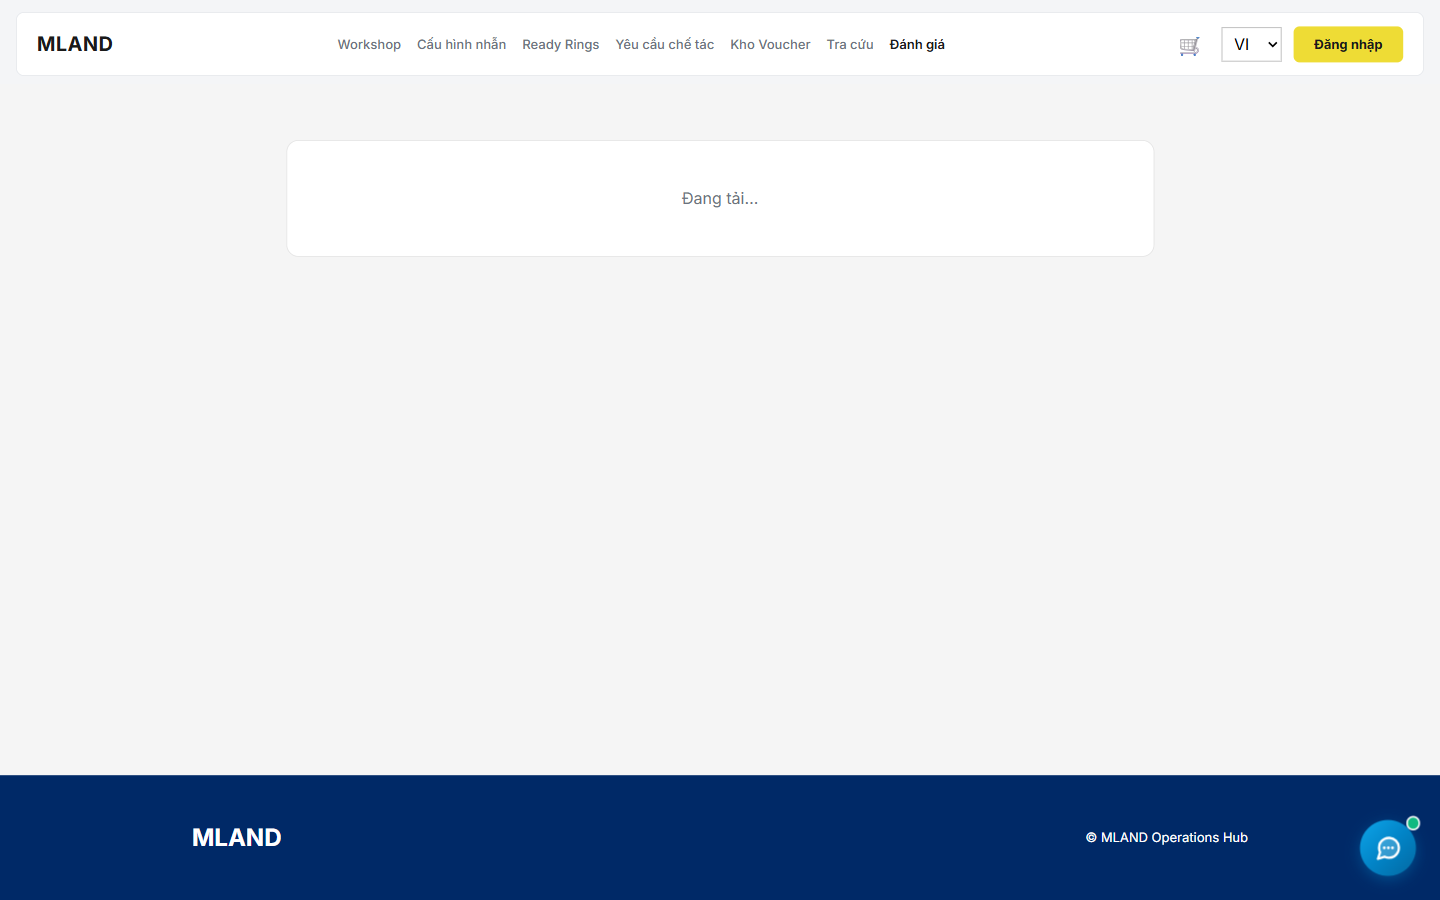 MLAND
Workshop Cấu hình nhẫn Ready Rings Yêu cầu chế tác Kho Voucher Tra cứu Đánh giá
VI
Đăng nhập
Đang tải...
MLAND
© MLAND Operations Hub